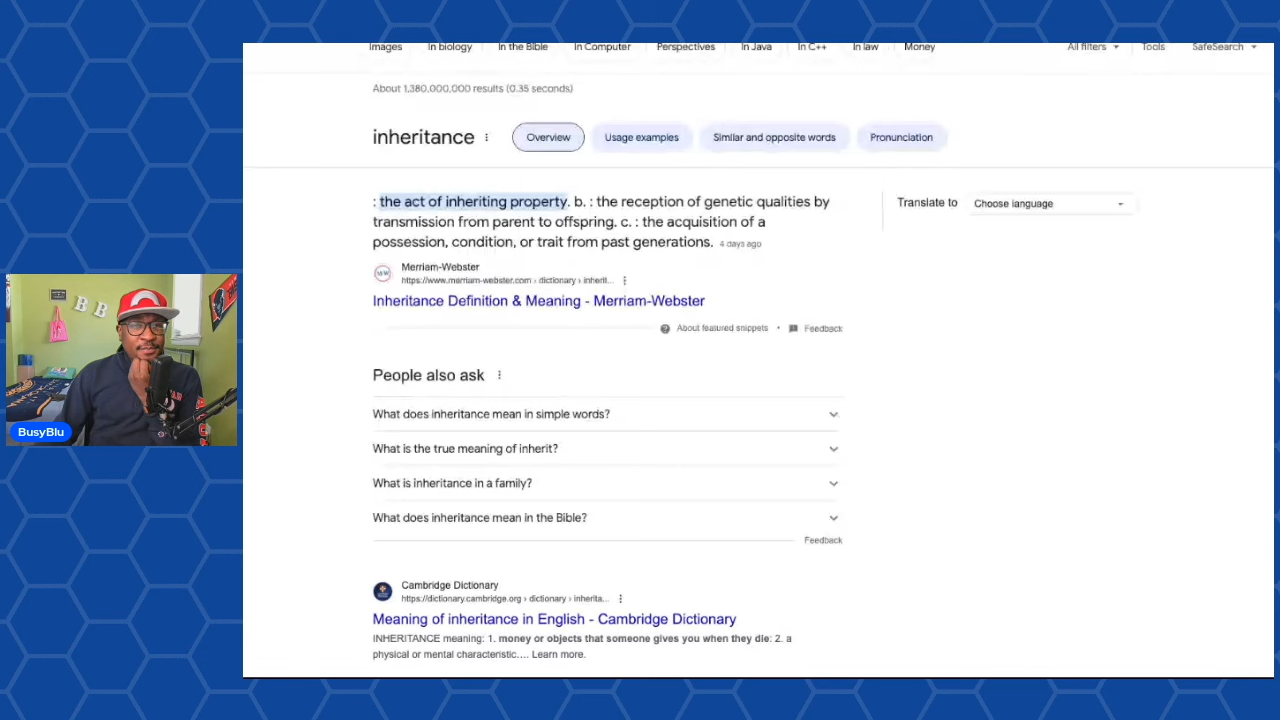 Images In biology In the Bible In Computer Perspectives In Java In C++ In law Money All filters Tools SafeSearch
About 1,380,000,000 results (0.35 seconds)
inheritance Overview Usage examples Similar and opposite words Pronunciation
: the act of inheriting property. b. : the reception of genetic qualities by
transmission from parent to offspring. c. : the acquisition of a
possession, condition, or trait from past generations. 4 days ago
Translate to Choose language
Merriam-Webster
https://www.merriam-webster.com › dictionary › inherit...
Inheritance Definition & Meaning - Merriam-Webster
About featured snippets • Feedback
People also ask
What does inheritance mean in simple words?
What is the true meaning of inherit?
What is inheritance in a family?
What does inheritance mean in the Bible?
Feedback
Cambridge Dictionary
https://dictionary.cambridge.org › dictionary › inherita...
Meaning of inheritance in English - Cambridge Dictionary
INHERITANCE meaning: 1. money or objects that someone gives you when they die: 2. a
physical or mental characteristic.... Learn more.
B B
BusyBlu